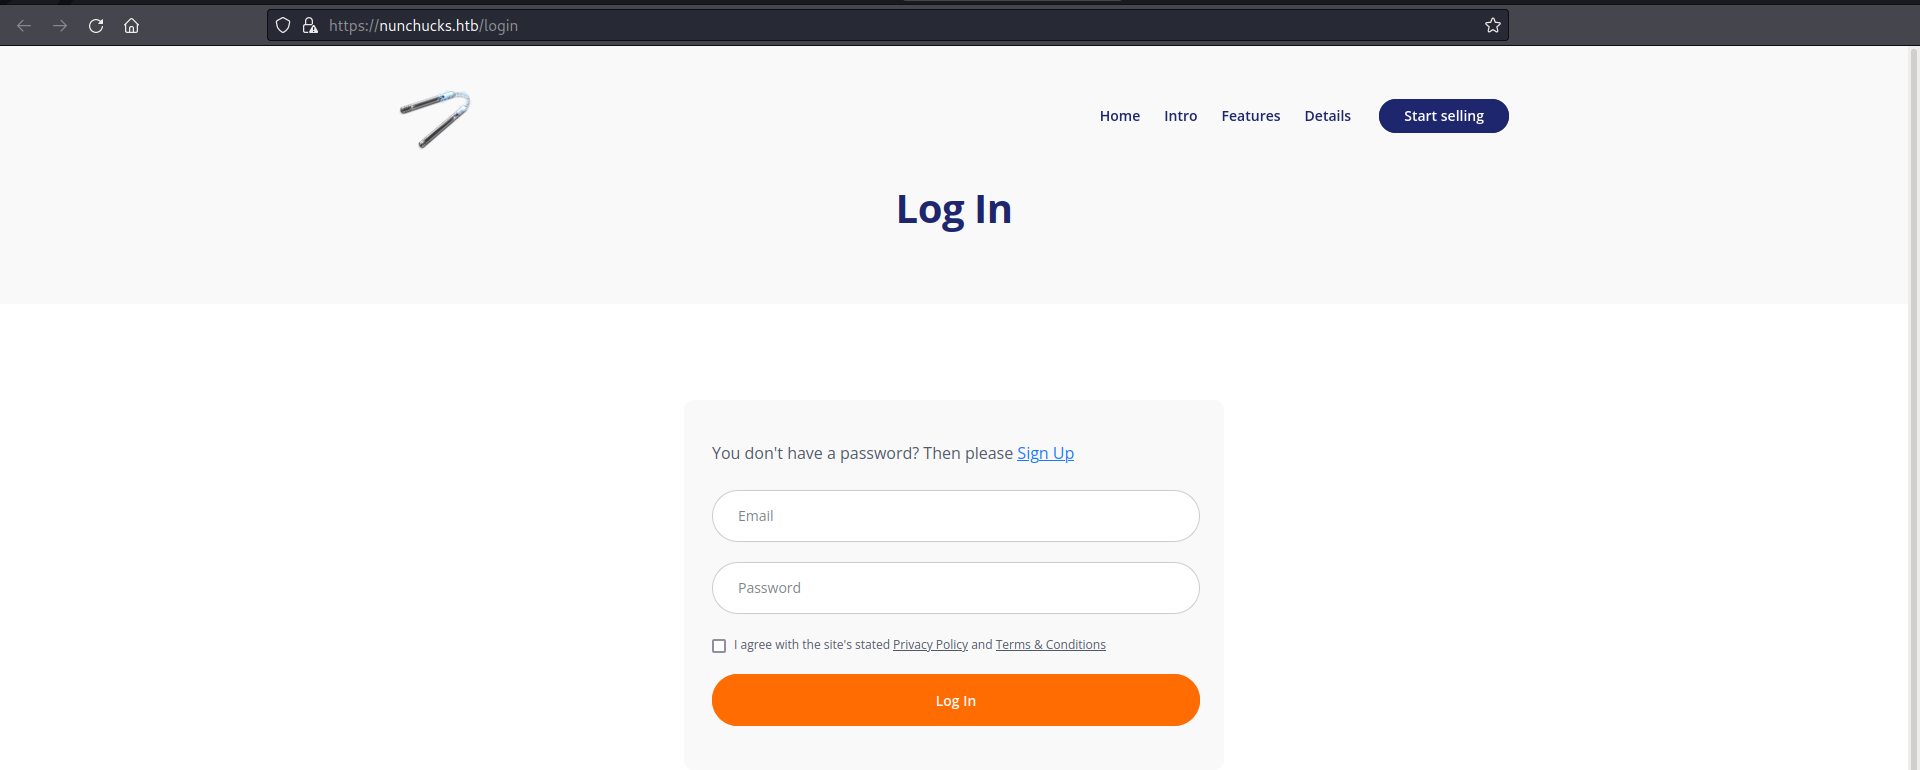 https://nunchucks.htb/login
Home Intro Features Details Start selling
Log In
You don't have a password? Then please Sign Up
Email
Password
I agree with the site's stated Privacy Policy and Terms & Conditions
Log In